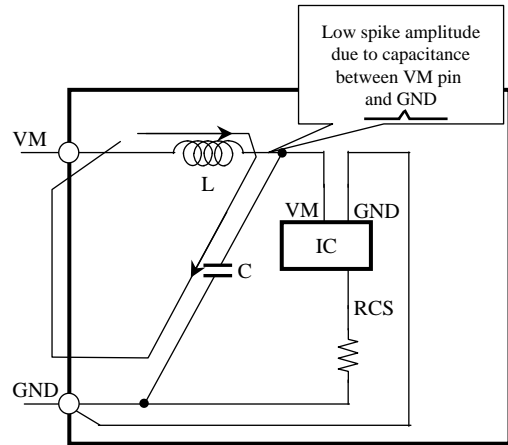 Low spike amplitude
due to capacitance
between VM pin
and GND
VM
L
VM
GND
IC
C
RCS
GND